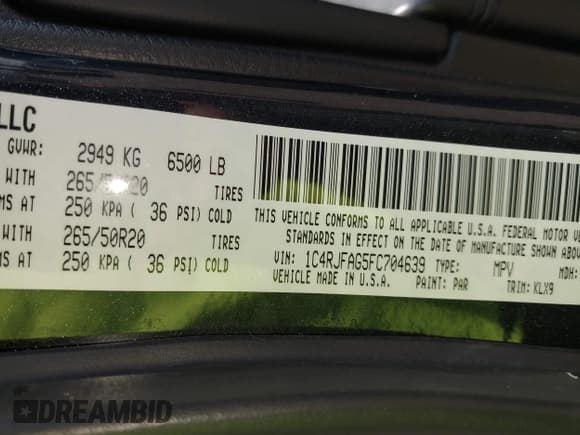 LLC
GVWR: 2949 KG 6500 LB
WITH 265/50R20 TIRES
MS AT 250 KPA ( 36 PSI) COLD
WITH 265/50R20 TIRES
MS AT 250 KPA ( 36 PSI) COLD
THIS VEHICLE CONFORMS TO ALL APPLICABLE U.S.A. FEDERAL MOTOR VE
STANDARDS IN EFFECT ON THE DATE OF MANUFACTURE SHOWN ABOV
VIN: 1C4RJFAG5FC704639 TYPE: MPV MDH:
VEHICLE MADE IN U.S.A. PAINT: PAR TRIM: KLX9
DREAMBID